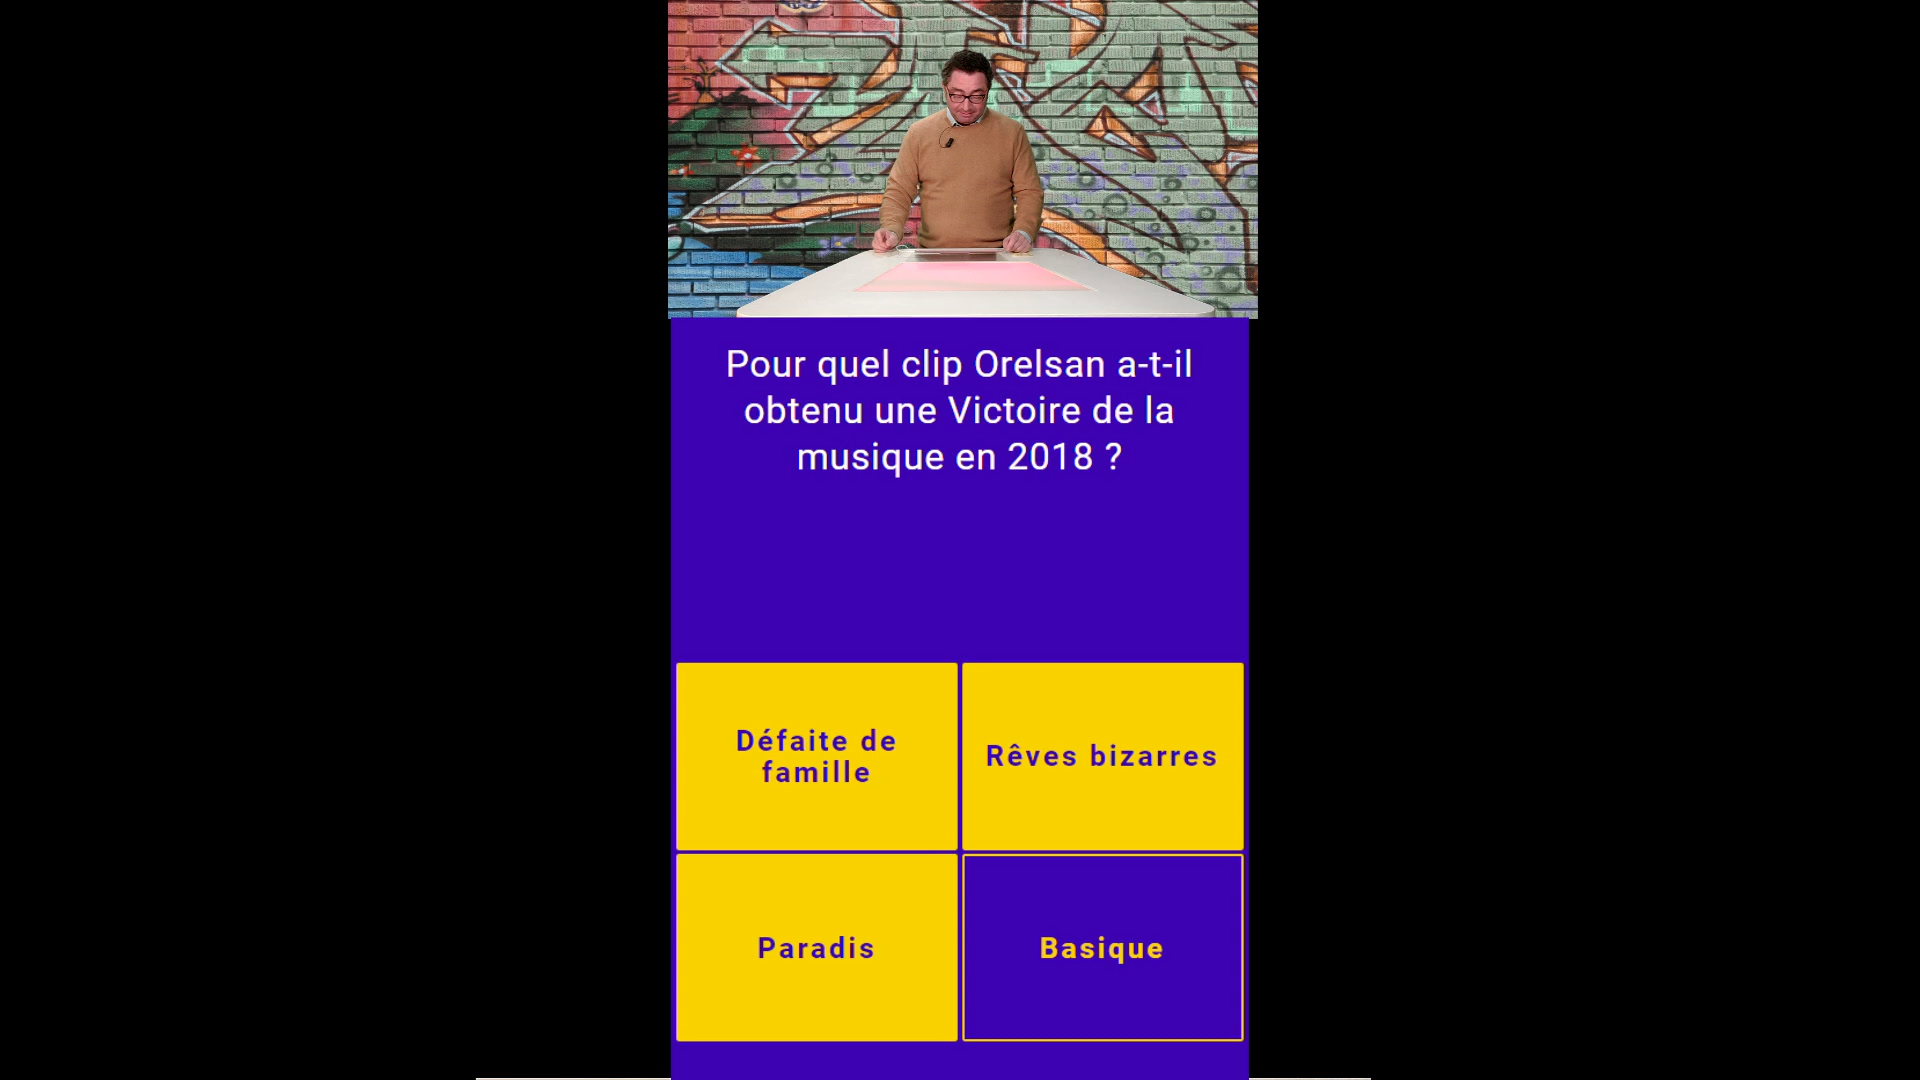 Pour quel clip Orelsan a-t-il
obtenu une Victoire de la
musique en 2018 ?
Défaite de
famille
Rêves bizarres
Paradis
Basique